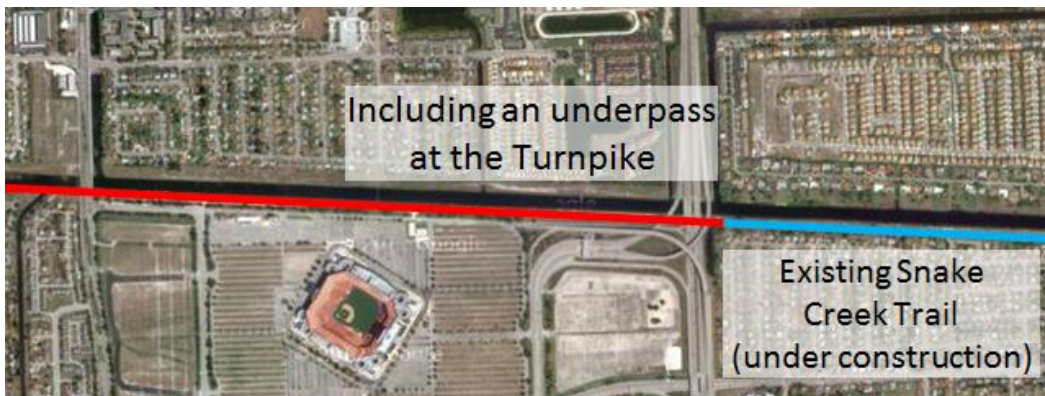 Including an underpass
at the Turnpike
Existing Snake
Creek Trail
(under construction)